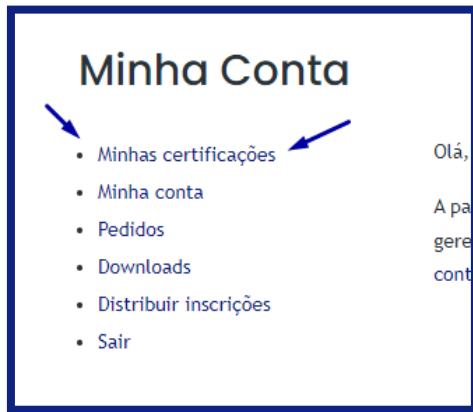 Minha Conta
Minhas certificações
Minha conta
Pedidos
Downloads
Distribuir inscrições
Sair
Olá,
A pa
gere
cont